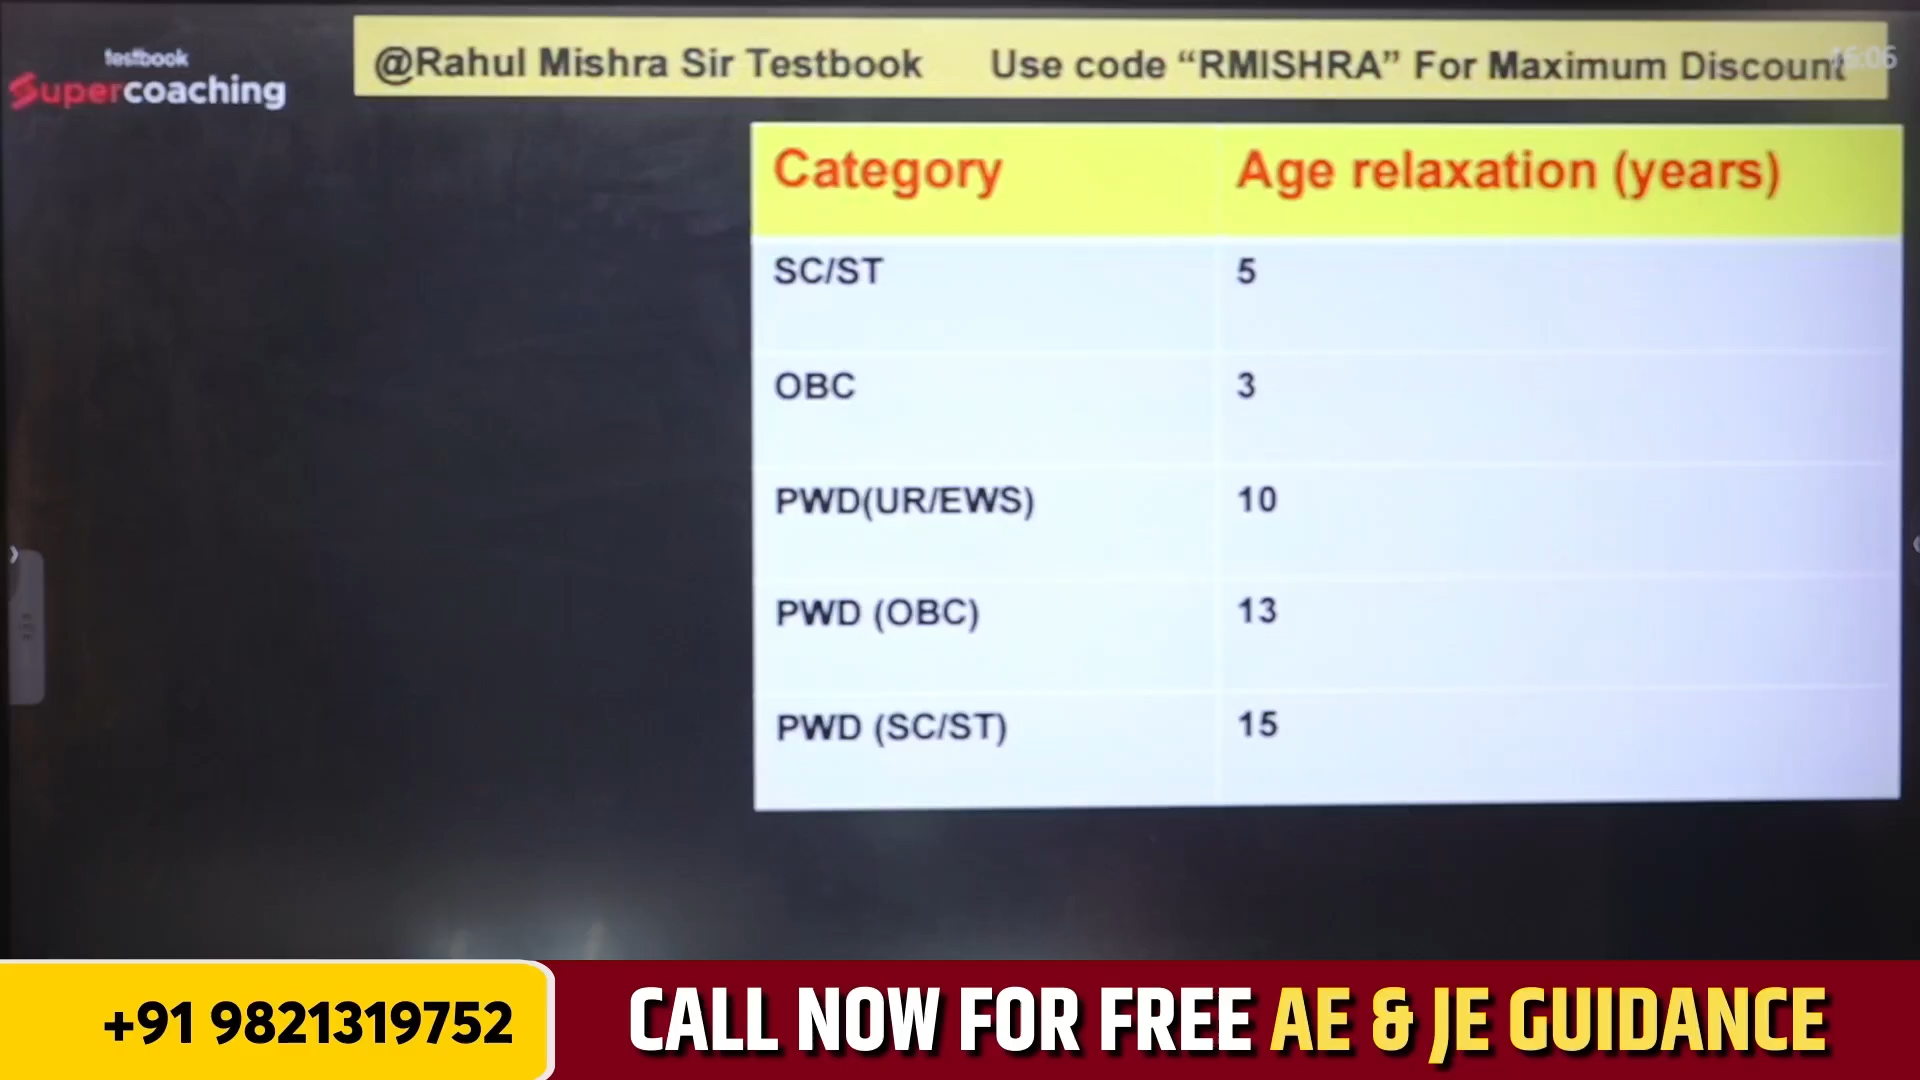 testbook
Supercoaching
@Rahul Mishra Sir Testbook Use code “RMISHRA” For Maximum Discount
16:06
Category Age relaxation (years)
SC/ST 5
OBC 3
PWD(UR/EWS) 10
PWD (OBC) 13
PWD (SC/ST) 15
+91 9821319752
CALL NOW FOR FREE AE & JE GUIDANCE